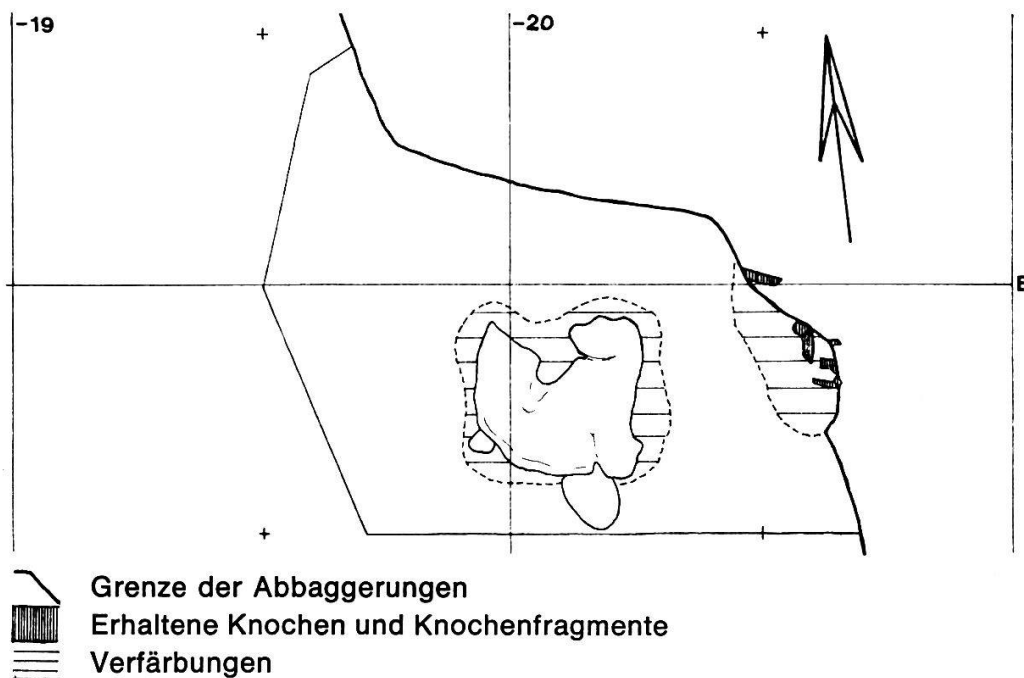 -19
-20
E
Grenze der Abbaggerungen
Erhaltene Knochen und Knochenfragmente
Verfärbungen